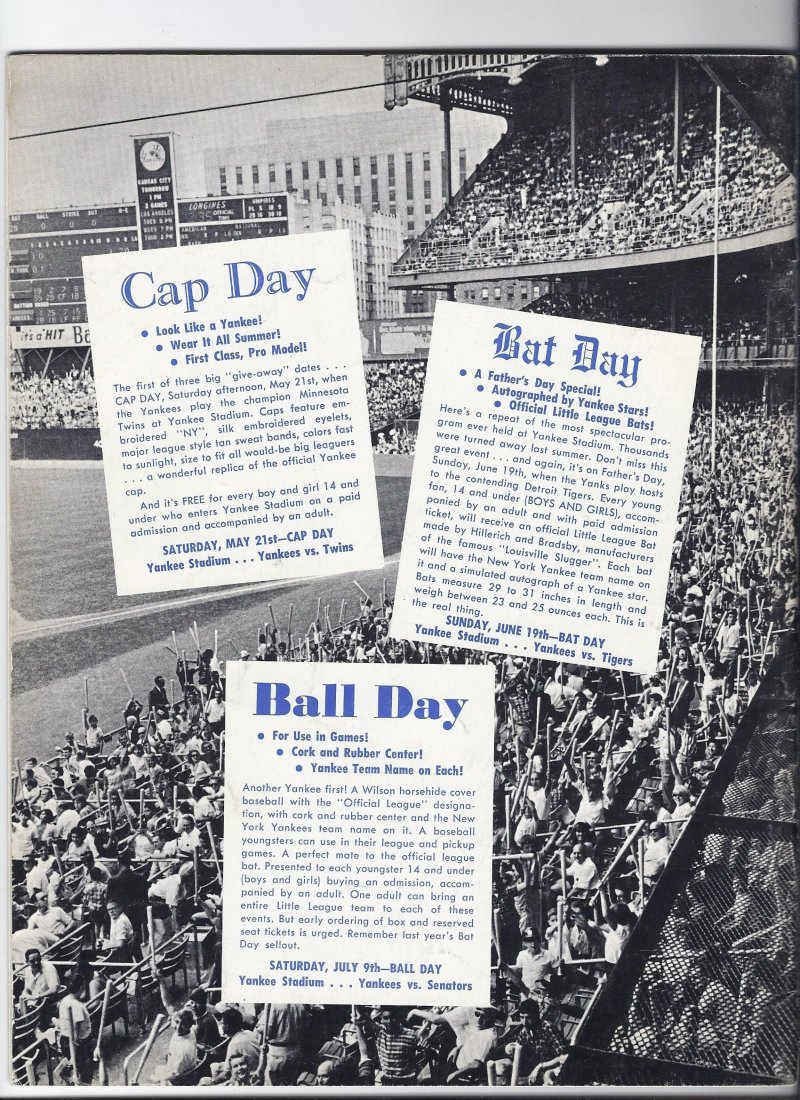 KANSAS CITY
TOMORROW
1 PM
2 GAMES
LOS ANGELES
TUES 8 PM
WEDS 2 PM
THU 2 PM
LONGINES
OFFICIAL
TIME
UMPIRES
BALL STRIKE OUT
AMERICAN
NATIONAL
it's a HIT
Cap Day
• Look Like a Yankee!
• Wear It All Summer!
• First Class, Pro Model!
The first of three big "give-away" dates . . .
CAP DAY, Saturday afternoon, May 21st, when
the Yankees play the champion Minnesota
Twins at Yankee Stadium. Caps feature em-
broidered "NY", silk embroidered eyelets,
major league style tan sweat bands, colors fast
to sunlight, size to fit all would-be big leaguers
. . . a wonderful replica of the official Yankee
cap.
And it's FREE for every boy and girl 14 and
under who enters Yankee Stadium on a paid
admission and accompanied by an adult.
SATURDAY, MAY 21st—CAP DAY
Yankee Stadium . . . Yankees vs. Twins
Bat Day
• A Father's Day Special!
• Autographed by Yankee Stars!
• Official Little League Bats!
Here's a repeat of the most spectacular pro-
gram ever held at Yankee Stadium. Thousands
were turned away last summer. Don't miss this
great event . . . and again, it's on Father's Day,
Sunday, June 19th, when the Yanks play hosts
to the contending Detroit Tigers. Every young
fan, 14 and under (BOYS AND GIRLS), accom-
panied by an adult and with paid admission
ticket, will receive an official Little League Bat
made by Hillerich and Bradsby, manufacturers
of the famous "Louisville Slugger". Each bat
will have the New York Yankee team name on
it and a simulated autograph of a Yankee star.
Bats measure 29 to 31 inches in length and
weigh between 23 and 25 ounces each. This is
the real thing.
SUNDAY, JUNE 19th—BAT DAY
Yankee Stadium . . . Yankees vs. Tigers
Ball Day
• For Use in Games!
• Cork and Rubber Center!
• Yankee Team Name on Each!
Another Yankee first! A Wilson horsehide cover
baseball with the "Official League" designa-
tion, with cork and rubber center and the New
York Yankees team name on it. A baseball
youngsters can use in their league and pickup
games. A perfect mate to the official league
bat. Presented to each youngster 14 and under
(boys and girls) buying an admission, accom-
panied by an adult. One adult can bring an
entire Little League team to each of these
events. But early ordering of box and reserved
seat tickets is urged. Remember last year's Bat
Day sellout.
SATURDAY, JULY 9th—BALL DAY
Yankee Stadium . . . Yankees vs. Senators